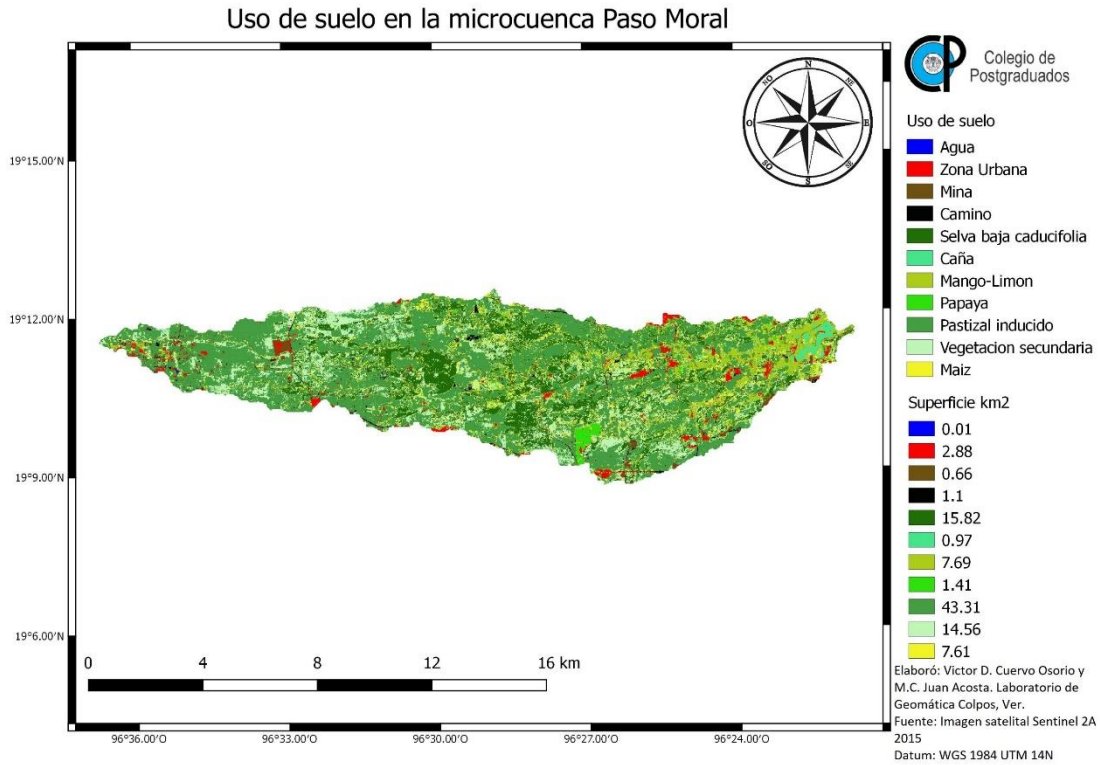 Uso de suelo en la microcuenca Paso Moral
CP
Colegio de
Postgraduados
N
NE
E
SE
S
SO
O
NO
Uso de suelo
Agua
Zona Urbana
Mina
Camino
Selva baja caducifolia
Caña
Mango-Limon
Papaya
Pastizal inducido
Vegetacion secundaria
Maiz
Superficie km2
0.01
2.88
0.66
1.1
15.82
0.97
7.69
1.41
43.31
14.56
7.61
Elaboró: Victor D. Cuervo Osorio y
M.C. Juan Acosta. Laboratorio de
Geomática Colpos, Ver.
Fuente: Imagen satelital Sentinel 2A
2015
Datum: WGS 1984 UTM 14N
19°15.00′N
19°12.00′N
19°9.00′N
19°6.00′N
0 4 8 12 16 km
96°36.00′O 96°33.00′O 96°30.00′O 96°27.00′O 96°24.00′O